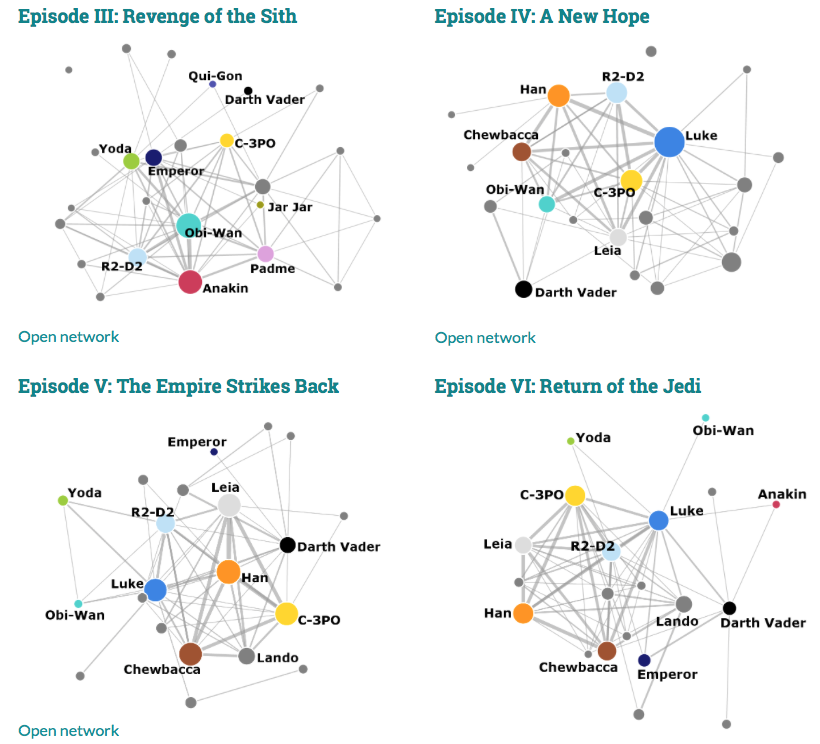 Episode III: Revenge of the Sith
Qui-Gon
Darth Vader
C-3PO
Yoda
Emperor
Jar Jar
Obi-Wan
R2-D2
Padme
Anakin
Open network
Episode IV: A New Hope
R2-D2
Han
Luke
Chewbacca
Obi-Wan
C-3PO
Leia
Darth Vader
Open network
Episode V: The Empire Strikes Back
Emperor
Leia
Yoda
R2-D2
Darth Vader
Luke
Han
Obi-Wan
C-3PO
Lando
Chewbacca
Open network
Episode VI: Return of the Jedi
Obi-Wan
Yoda
C-3PO
Anakin
Luke
Leia
R2-D2
Han
Lando
Darth Vader
Chewbacca
Emperor